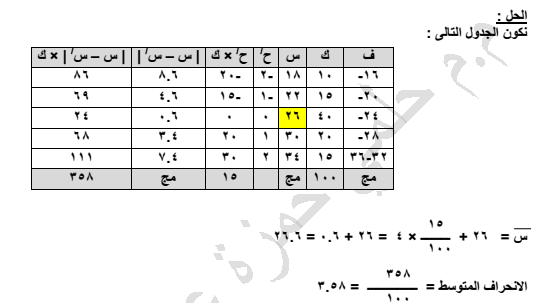 الحل :
نكون الجدول التالى :
ف ك س ح/ ح/ × ك | س – س/ | | س – س/ | × ك
١٦- ١٠ ١٨ -٢ -٢٠ ٨.٦ ٨٦
٢٠- ١٥ ٢٢ -١ -١٥ ٤.٦ ٦٩
٢٤- ٤٠ ٢٦ ٠ ٠ ٠.٦ ٢٤
٢٨- ٢٠ ٣٠ ١ ٢٠ ٣.٤ ٦٨
٣٢-٣٦ ١٥ ٣٤ ٢ ٣٠ ٧.٤ ١١١
مج ١٠٠ مج ١٥ مج ٣٥٨
س = ٢٦ + ١٥/١٠٠ × ٤ = ٢٦ + ٠.٦ = ٢٦.٦
الانحراف المتوسط = ٣٥٨/١٠٠ = ٣.٥٨